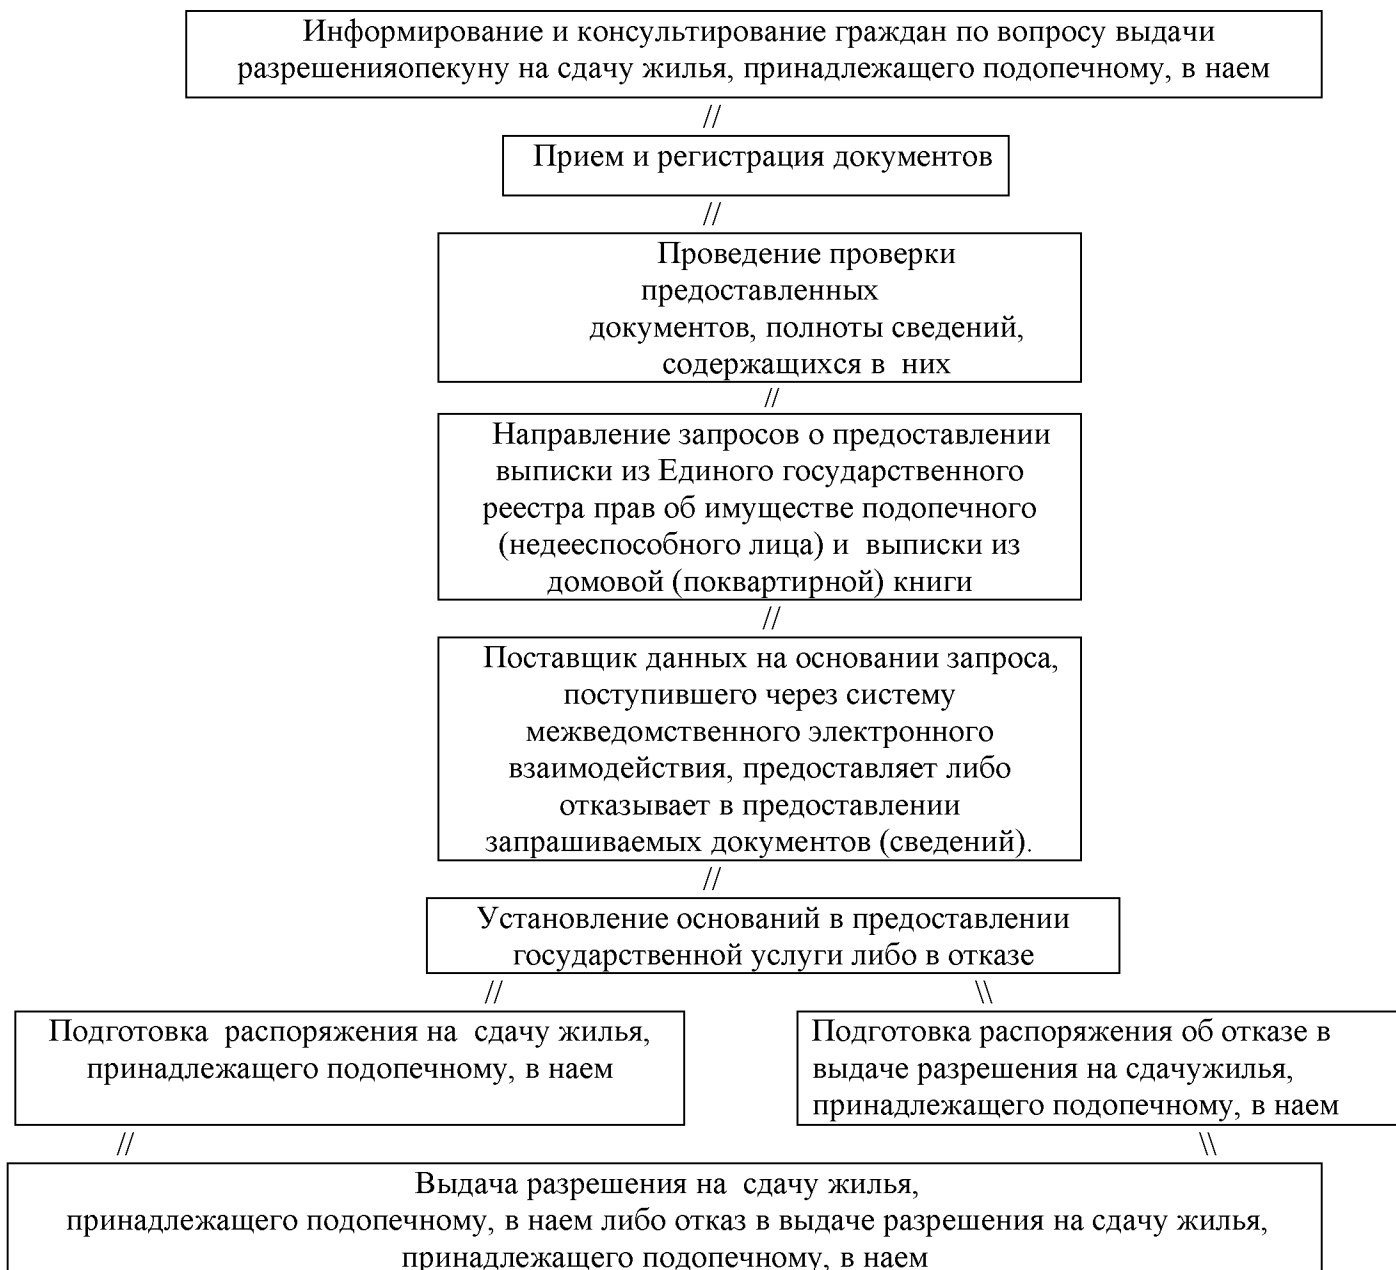 Информирование и консультирование граждан по вопросу выдачи
разрешенияопекуну на сдачу жилья, принадлежащего подопечному, в наем
//
Прием и регистрация документов
//
Проведение проверки
предоставленных
документов, полноты сведений,
содержащихся в них
//
Направление запросов о предоставлении
выписки из Единого государственного
реестра прав об имуществе подопечного
(недееспособного лица) и выписки из
домовой (поквартирной) книги
//
Поставщик данных на основании запроса,
поступившего через систему
межведомственного электронного
взаимодействия, предоставляет либо
отказывает в предоставлении
запрашиваемых документов (сведений).
//
Установление оснований в предоставлении
государственной услуги либо в отказе
// \\
Подготовка распоряжения на сдачу жилья,
принадлежащего подопечному, в наем
Подготовка распоряжения об отказе в
выдаче разрешения на сдачужилья,
принадлежащего подопечному, в наем
// \\
Выдача разрешения на сдачу жилья,
принадлежащего подопечному, в наем либо отказ в выдаче разрешения на сдачу жилья,
принадлежащего подопечному, в наем